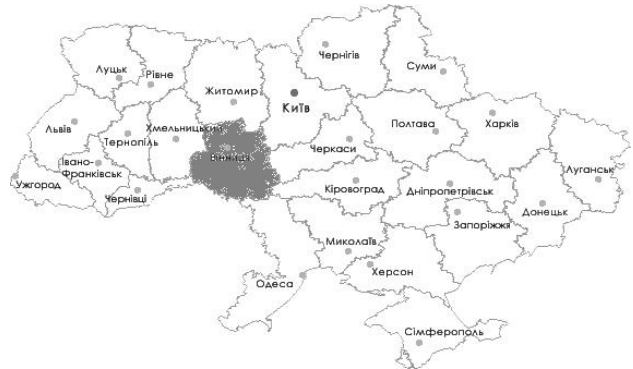 Чернігів
Суми
Луцьк
Рівне
Житомир
Київ
Львів
Тернопіль
Хмельницький
Вінниця
Черкаси
Полтава
Харків
Івано-
Франківськ
Ужгород
Чернівці
Кіровоград
Дніпропетрівськ
Луганськ
Донецьк
Запоріжжя
Миколаїв
Херсон
Одеса
Сімферополь